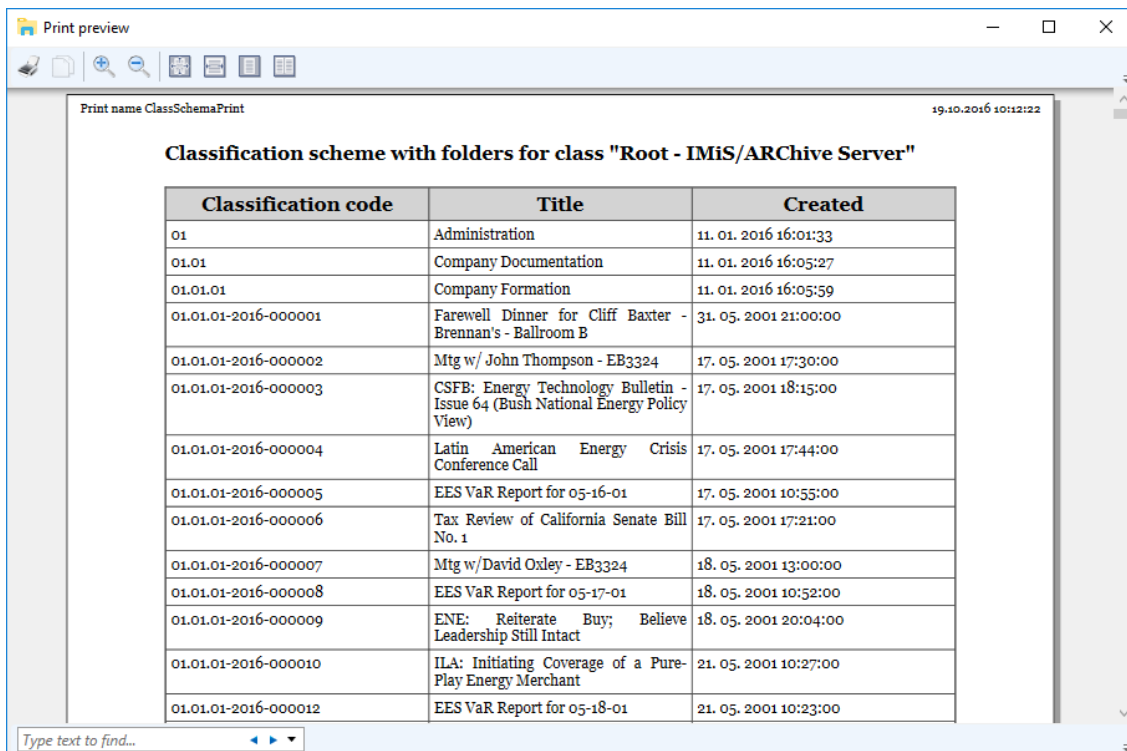 Print preview
Print name ClassSchemaPrint 19.10.2016 10:12:22
Classification scheme with folders for class "Root - IMiS/ARChive Server"
Classification code Title Created
01 Administration 11. 01. 2016 16:01:33
01.01 Company Documentation 11. 01. 2016 16:05:27
01.01.01 Company Formation 11. 01. 2016 16:05:59
01.01.01-2016-000001 Farewell Dinner for Cliff Baxter - 31. 05. 2001 21:00:00
Brennan's - Ballroom B
01.01.01-2016-000002 Mtg w/ John Thompson - EB3324 17. 05. 2001 17:30:00
01.01.01-2016-000003 CSFB: Energy Technology Bulletin - 17. 05. 2001 18:15:00
Issue 64 (Bush National Energy Policy
View)
01.01.01-2016-000004 Latin American Energy Crisis 17. 05. 2001 17:44:00
Conference Call
01.01.01-2016-000005 EES VaR Report for 05-16-01 17. 05. 2001 10:55:00
01.01.01-2016-000006 Tax Review of California Senate Bill 17. 05. 2001 17:21:00
No. 1
01.01.01-2016-000007 Mtg w/David Oxley - EB3324 18. 05. 2001 13:00:00
01.01.01-2016-000008 EES VaR Report for 05-17-01 18. 05. 2001 10:52:00
01.01.01-2016-000009 ENE: Reiterate Buy; Believe 18. 05. 2001 20:04:00
Leadership Still Intact
01.01.01-2016-000010 ILA: Initiating Coverage of a Pure- 21. 05. 2001 10:27:00
Play Energy Merchant
01.01.01-2016-000012 EES VaR Report for 05-18-01 21. 05. 2001 10:23:00
Type text to find...